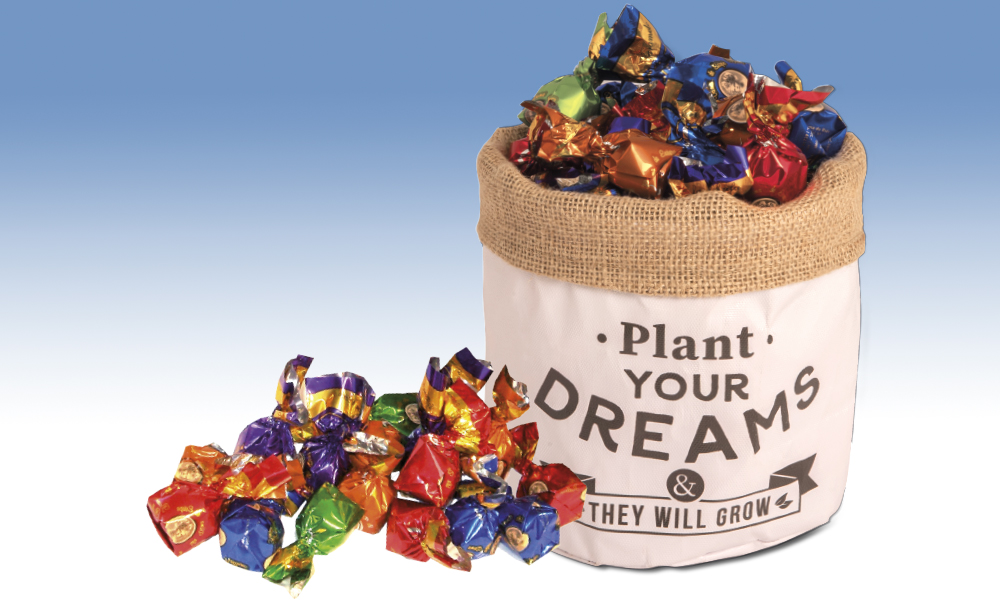 · Plant ·
YOUR
DREAMS
&
THEY WILL GROW